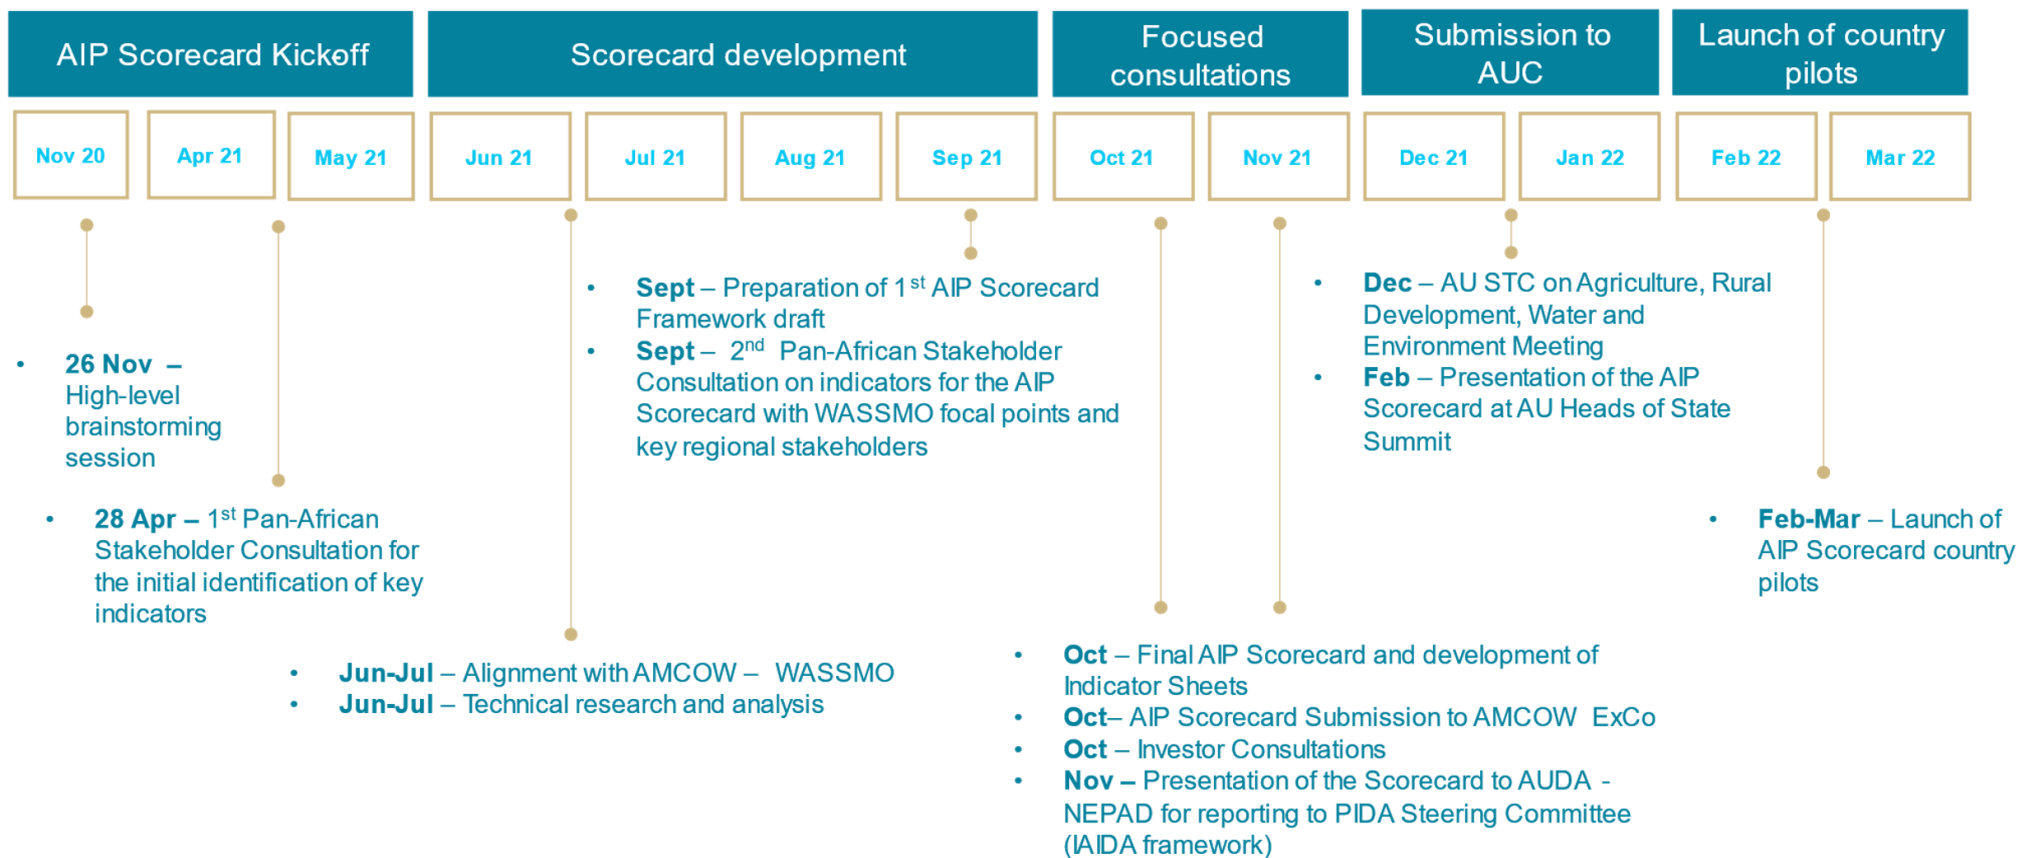 AIP Scorecard Kickoff
Scorecard development
Focused
consultations
Submission to
AUC
Launch of country
pilots
Nov 20
Apr 21
May 21
Jun 21
Jul 21
Aug 21
Sep 21
Oct 21
Nov 21
Dec 21
Jan 22
Feb 22
Mar 22
• 26 Nov –
High-level
brainstorming
session
• 28 Apr – 1st Pan-African
Stakeholder Consultation for
the initial identification of key
indicators
• Jun-Jul – Alignment with AMCOW – WASSMO
• Jun-Jul – Technical research and analysis
• Sept – Preparation of 1st AIP Scorecard
Framework draft
• Sept – 2nd Pan-African Stakeholder
Consultation on indicators for the AIP
Scorecard with WASSMO focal points and
key regional stakeholders
• Oct – Final AIP Scorecard and development of
Indicator Sheets
• Oct– AIP Scorecard Submission to AMCOW ExCo
• Oct – Investor Consultations
• Nov – Presentation of the Scorecard to AUDA -
NEPAD for reporting to PIDA Steering Committee
(IAIDA framework)
• Dec – AU STC on Agriculture, Rural
Development, Water and
Environment Meeting
• Feb – Presentation of the AIP
Scorecard at AU Heads of State
Summit
• Feb-Mar – Launch of
AIP Scorecard country
pilots